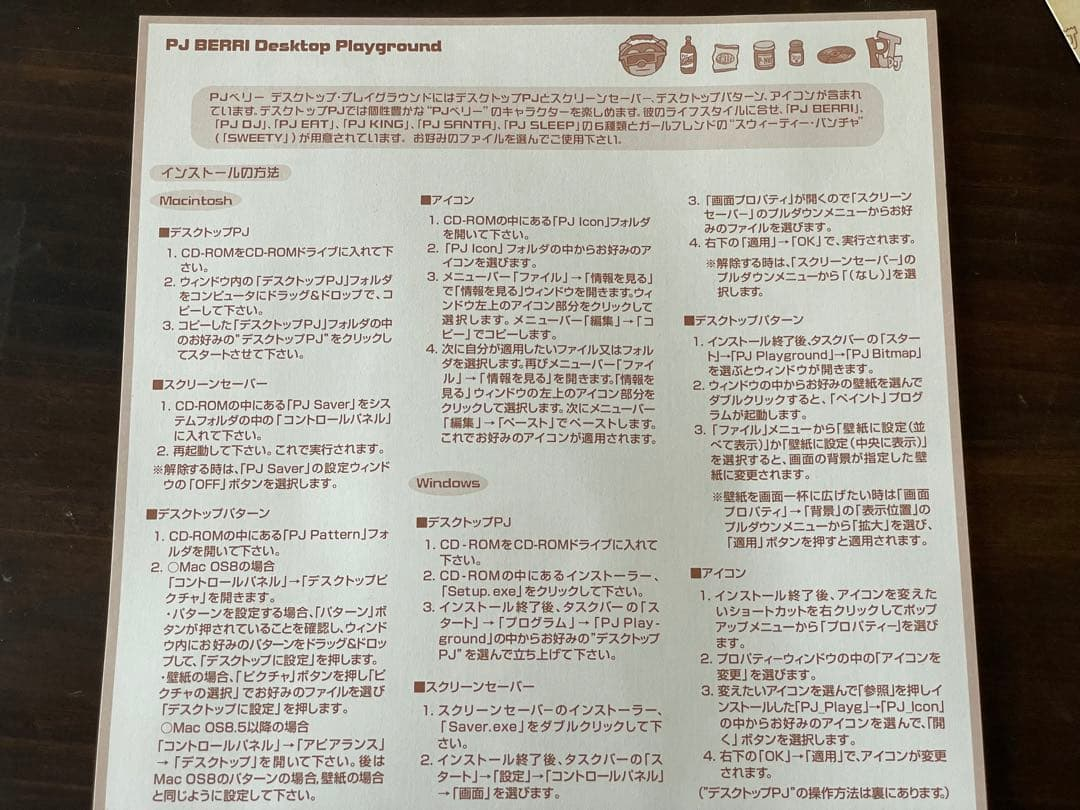 PJ BERRI Desktop Playground
PJベリー デスクトップ・プレイグラウンドにはデスクトップPJとスクリーンセーバー、デスクトップパターン、アイコンが含まれ
ています。デスクトップPJでは個性豊かな"PJベリー"のキャラクターを楽しめます。彼のライフスタイルに合せ、「PJ BERRI」、
「PJ DJ」、「PJ EAT」、「PJ KING」、「PJ SANTA」、「PJ SLEEP」の6種類とガールフレンドの"スウィーティー・パンチャ"
(「SWEETY」)が用意されています。 お好みのファイルを選んでご使用下さい。
インストールの方法
Macintosh
■デスクトップPJ
1. CD-ROMをCD-ROMドライブに入れて下
さい。
2. ウィンドウ内の「デスクトップPJ」フォルダ
をコンピュータにドラッグ&ドロップで、コ
ピーして下さい。
3. コピーした「デスクトップPJ」フォルダの中
のお好みの"デスクトップPJ"をクリックし
てスタートさせて下さい。
■スクリーンセーバー
1. CD-ROMの中にある「PJ Saver」をシス
テムフォルダの中の「コントロールパネル」
に入れて下さい。
2. 再起動して下さい。これで実行されます。
※解除する時は、「PJ Saver」の設定ウィンド
ウの「OFF」ボタンを選択します。
■デスクトップパターン
1. CD-ROMの中にある「PJ Pattern」フォ
ルダを開いて下さい。
2. ○Mac OS8の場合
「コントロールパネル」→「デスクトップピ
クチャ」を開きます。
・パターンを設定する場合、「パターン」ボ
タンが押されていることを確認し、ウィンド
ウ内にお好みのパターンをドラッグ&ドロッ
プして、「デスクトップに設定」を押します。
・壁紙の場合、「ピクチャ」ボタンを押し「ピ
クチャの選択」でお好みのファイルを選び
「デスクトップに設定」を押します。
○Mac OS8.5以降の場合
「コントロールパネル」→「アピアランス」
→「デスクトップ」を開いて下さい。後は
Mac OS8のパターンの場合、壁紙の場合
と同じように設定して下さい。
■アイコン
1. CD-ROMの中にある「PJ Icon」フォルダ
を開いて下さい。
2. 「PJ Icon」フォルダの中からお好みのア
イコンを選びます。
3. メニューバー「ファイル」→「情報を見る」
で「情報を見る」ウィンドウを開きます。ウィ
ンドウ左上のアイコン部分をクリックして
選択します。メニューバー「編集」→「コ
ピー」でコピーします。
4. 次に自分が適用したいファイル又はフォル
ダを選択します。再びメニューバー「ファイ
ル」→「情報を見る」を開きます。「情報を
見る」ウィンドウの左上のアイコン部分を
クリックして選択します。次にメニューバー
「編集」→「ペースト」でペーストします。
これでお好みのアイコンが適用されます。
Windows
■デスクトップPJ
1. CD-ROMをCD-ROMドライブに入れて
下さい。
2. CD-ROMの中にあるインストーラー、
「Setup.exe」をクリックして下さい。
3. インストール終了後、タスクバーの「ス
タート」→「プログラム」→「PJ Play-
ground」の中からお好みの"デスクトップ
PJ"を選んで立ち上げて下さい。
■スクリーンセーバー
1. スクリーンセーバーのインストーラー、
「Saver.exe」をダブルクリックして下
さい。
2. インストール終了後、タスクバーの「ス
タート」→「設定」→「コントロールパネル」
→「画面」を選びます。
3. 「画面プロパティ」が開くので「スクリーン
セーバー」のプルダウンメニューからお好
みのファイルを選びます。
4. 右下の「適用」→「OK」で、実行されます。
※解除する時は、「スクリーンセーバー」の
プルダウンメニューから「(なし)」を選
択します。
■デスクトップパターン
1. インストール終了後、タスクバーの「スター
ト」→「PJ Playground」→「PJ Bitmap」
を選ぶとウィンドウが開きます。
2. ウィンドウの中からお好みの壁紙を選んで
ダブルクリックすると、「ペイント」プログ
ラムが起動します。
3. 「ファイル」メニューから「壁紙に設定(並
べて表示)」か「壁紙に設定(中央に表示)」
を選択すると、画面の背景が指定した壁
紙に変更されます。
※壁紙を画面一杯に広げたい時は「画面
プロパティ」→「背景」の「表示位置」の
プルダウンメニューから「拡大」を選び、
「適用」ボタンを押すと適用されます。
■アイコン
1. インストール終了後、アイコンを変えた
いショートカットを右クリックしてポップ
アップメニューから「プロパティー」を選び
ます。
2. プロパティーウィンドウの中の「アイコンを
変更」を選びます。
3. 変えたいアイコンを選んで「参照」を押しイ
ンストールした「PJ_Playg」→「PJ_Icon」
の中からお好みのアイコンを選んで、「開
く」ボタンを選択します。
4. 右下の「OK」→「適用」で、アイコンが変更
されます。
("デスクトップPJ"の操作方法は裏にあります。)